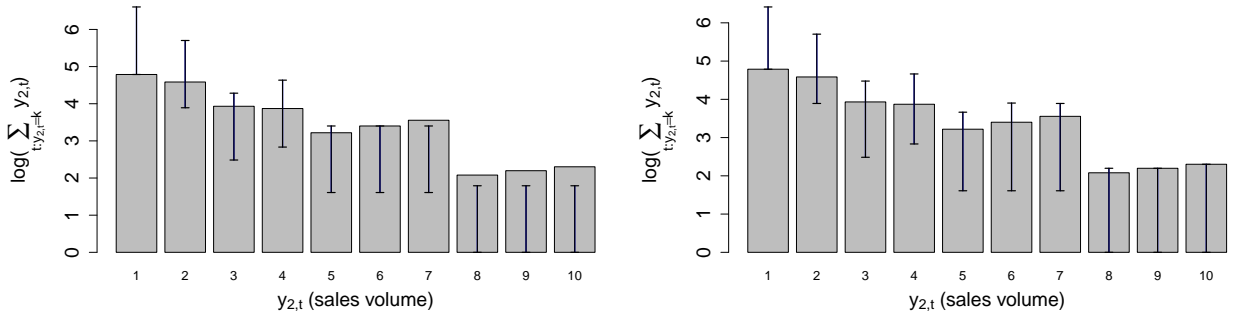 log( ∑ y2,t)
t:y2,t=k
0 1 2 3 4 5 6
1 2 3 4 5 6 7 8 9 10
y2,t (sales volume)
log( ∑ y2,t)
t:y2,t=k
0 1 2 3 4 5 6
1 2 3 4 5 6 7 8 9 10
y2,t (sales volume)